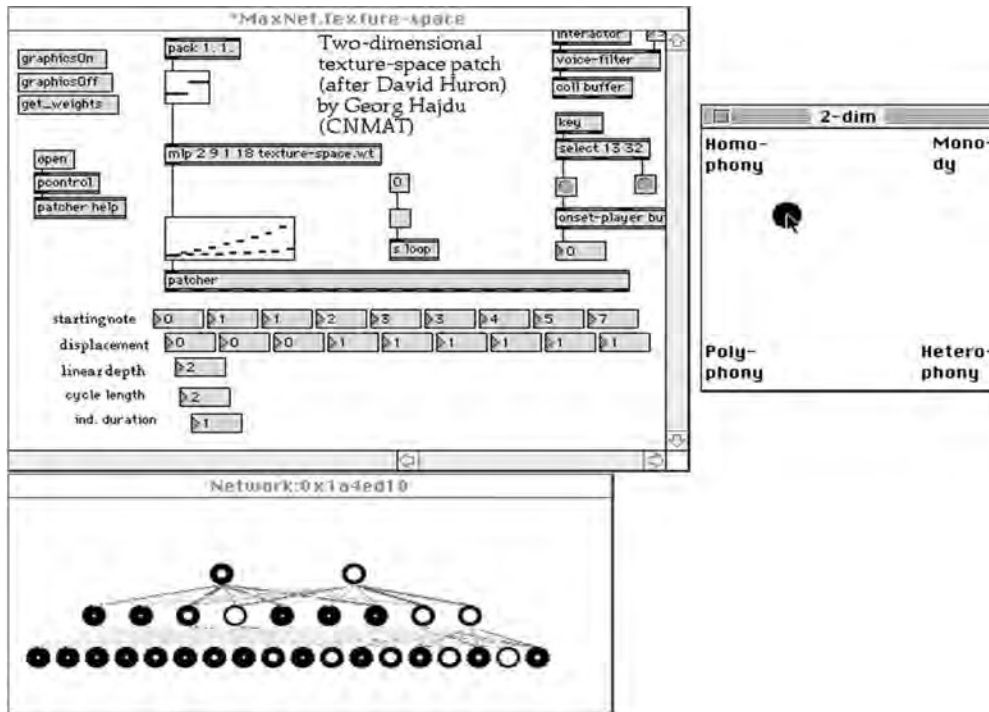 *MaxNet.Texture-space
graphicsOn
graphicsOff
get_weights
open
pcontrol
patcher help
pack 1. 1.
Two-dimensional
texture-space patch
(after David Huron)
by Georg Hajdu
(CNMAT)
mlp 2 9 1 18 texture-space.wt
0
s loop
interactor
voice-filter
coll buffer
key
select 13 32
onset-player bu
0
patcher
startingnote 0 1 1 2 3 3 4 5 7
displacement 0 0 0 1 1 1 1 1 1
linear depth 2
cycle length 2
ind. duration 1
2-dim
Homo-
phony
Mono-
dy
Poly-
phony
Hetero-
phony
Network:0x1a4ed10